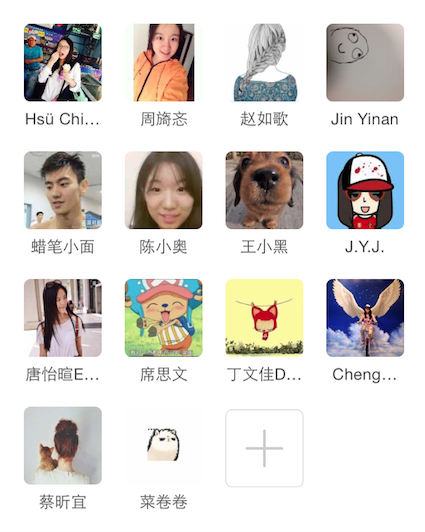 Hsü Chi...
周旖忞
赵如歌
Jin Yinan
蜡笔小面
陈小奥
王小黑
J.Y.J.
唐怡暄E...
席思文
丁文佳D...
Cheng...
蔡昕宜
菜卷卷